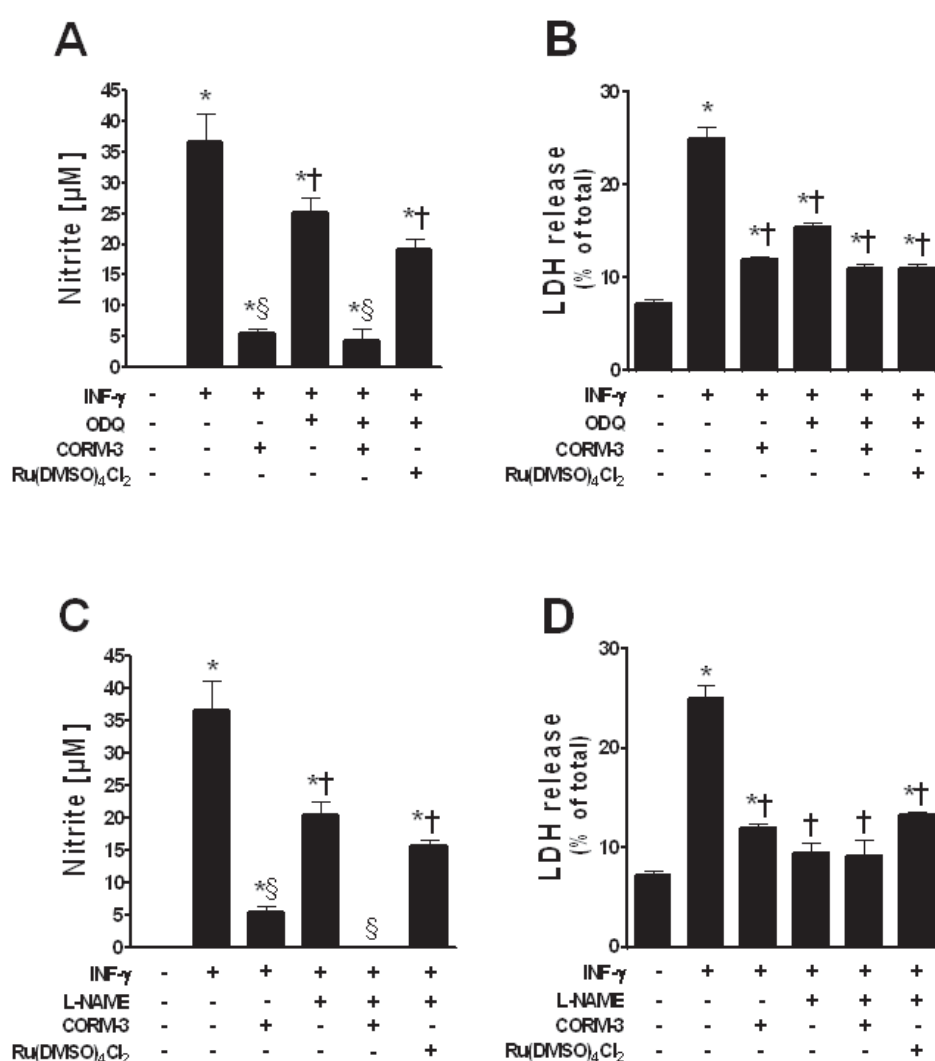 A
Nitrite [µM]
45
40
35
30
25
20
15
10
5
0
*
*§
*†
*§
*†
INF-γ - + + + + +
ODQ - - - + + +
CORM-3 - - + - + -
Ru(DMSO)₄Cl₂ - - - - - +
B
LDH release
(% of total)
30
20
10
0
*
*†
*†
*†
*†
INF-γ - + + + + +
ODQ - - - + + +
CORM-3 - - + - + -
Ru(DMSO)₄Cl₂ - - - - - +
C
Nitrite [µM]
45
40
35
30
25
20
15
10
5
0
*
*§
*†
§
*†
INF-γ - + + + + +
L-NAME - - - + + +
CORM-3 - - + - + -
Ru(DMSO)₄Cl₂ - - - - - +
D
LDH release
(% of total)
30
20
10
0
*
*†
†
†
*†
INF-γ - + + + + +
L-NAME - - - + + +
CORM-3 - - + - + -
Ru(DMSO)₄Cl₂ - - - - - +